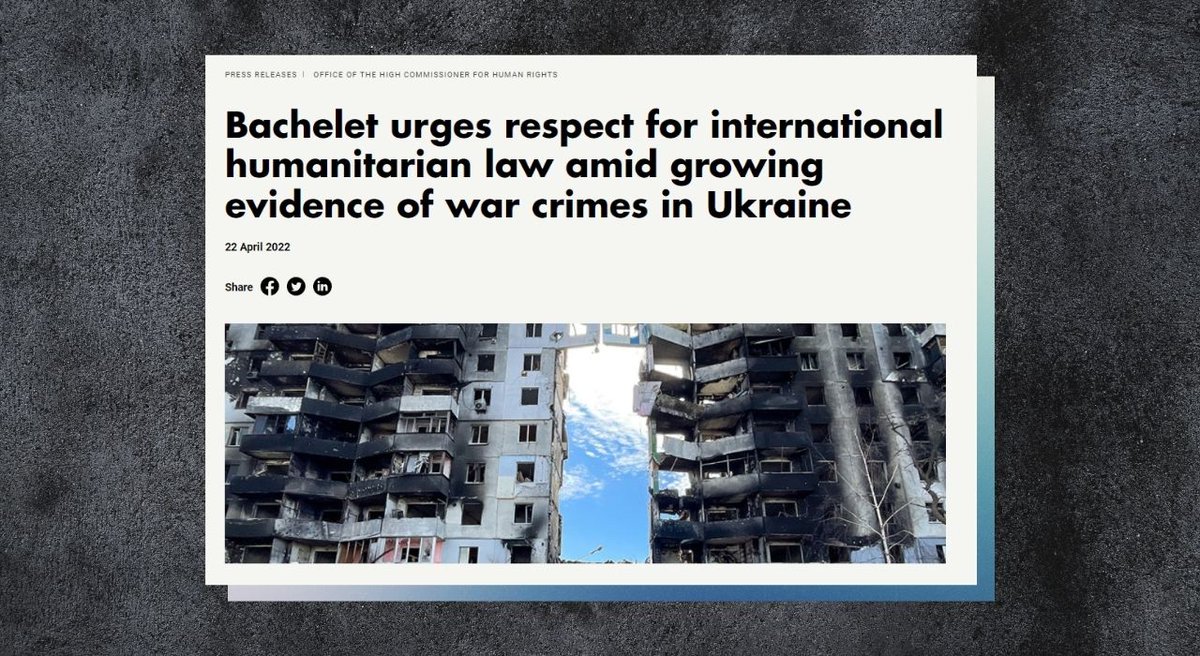 PRESS RELEASES | OFFICE OF THE HIGH COMMISSIONER FOR HUMAN RIGHTS
Bachelet urges respect for international
humanitarian law amid growing
evidence of war crimes in Ukraine
22 April 2022
Share